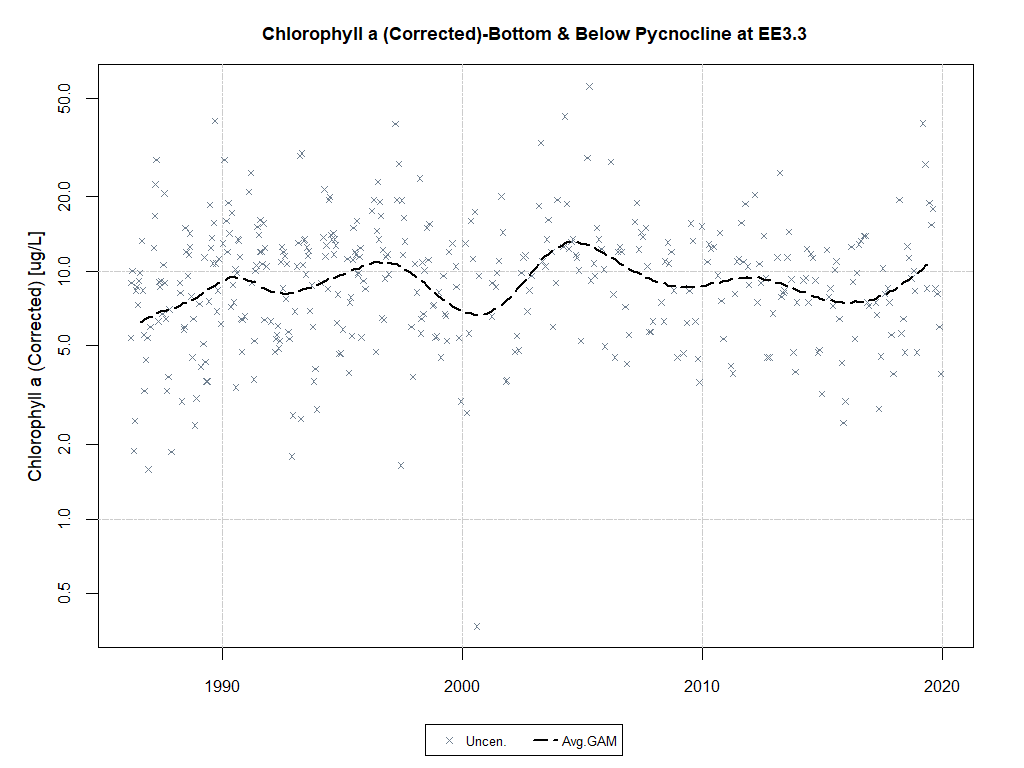 Chlorophyll a (Corrected)-Bottom & Below Pycnocline at EE3.3
Chlorophyll a (Corrected) [ug/L]
50.0
20.0
10.0
5.0
2.0
1.0
0.5
1990 2000 2010 2020
Uncen. Avg.GAM